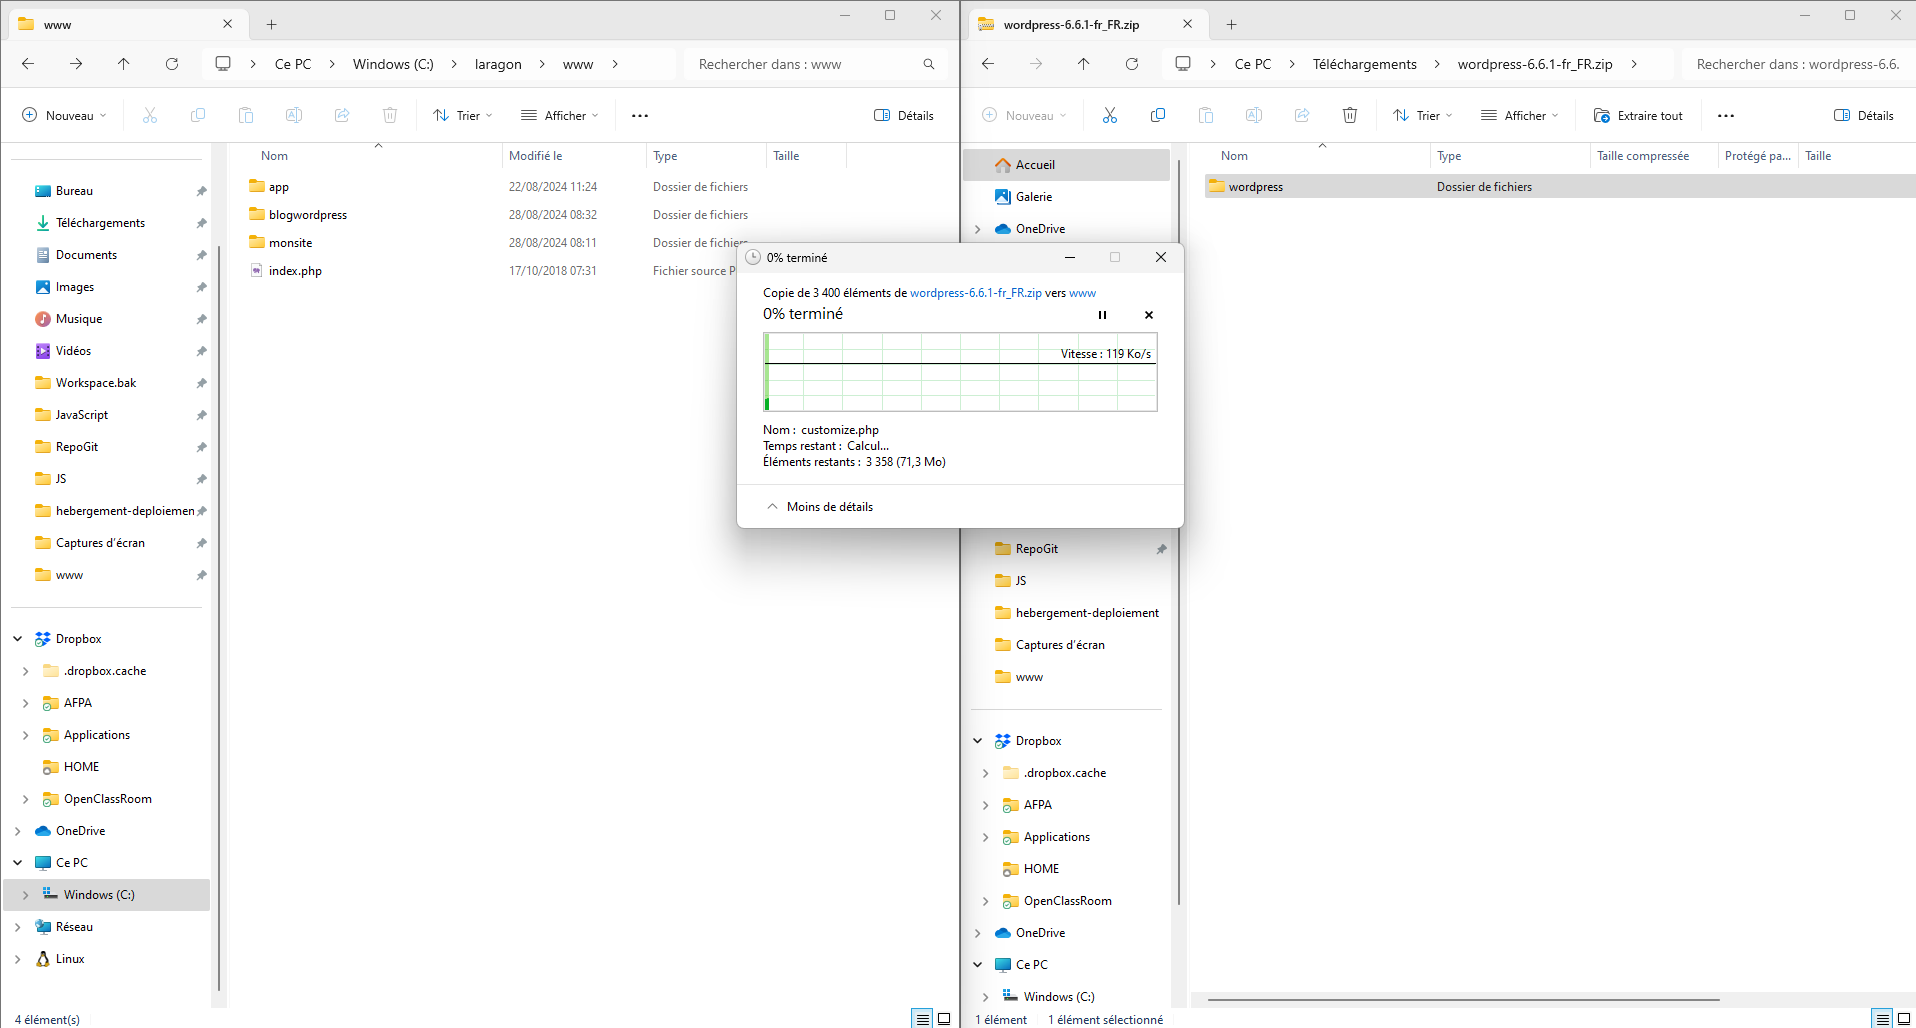 www
Ce PC
Windows (C:)
laragon
www
Rechercher dans : www
Nouveau
Trier
Afficher
Détails
Nom
Modifié le
Type
Taille
Bureau
Téléchargements
Documents
Images
Musique
Vidéos
Workspace.bak
JavaScript
RepoGit
JS
hebergement-deploiemen
Captures d'écran
www
Dropbox
.dropbox.cache
AFPA
Applications
HOME
OpenClassRoom
OneDrive
Ce PC
Windows (C:)
Réseau
Linux
app 22/08/2024 11:24 Dossier de fichiers
blogwordpress 28/08/2024 08:32 Dossier de fichiers
monsite 28/08/2024 08:11 Dossier de fichiers
index.php 17/10/2018 07:31 Fichier source P
4 élément(s)
wordpress-6.6.1-fr_FR.zip
Ce PC
Téléchargements
wordpress-6.6.1-fr_FR.zip
Rechercher dans : wordpress-6.6.
Nouveau
Trier
Afficher
Extraire tout
Détails
Nom
Type
Taille compressée
Protégé pa...
Taille
Accueil
Galerie
OneDrive
wordpress Dossier de fichiers
0% terminé
Copie de 3 400 éléments de wordpress-6.6.1-fr_FR.zip vers www
0% terminé
Vitesse : 119 Ko/s
Nom : customize.php
Temps restant : Calcul...
Éléments restants : 3 358 (71,3 Mo)
Moins de détails
RepoGit
JS
hebergement-deploiement
Captures d'écran
www
Dropbox
.dropbox.cache
AFPA
Applications
HOME
OpenClassRoom
OneDrive
Ce PC
Windows (C:)
1 élément
1 élément sélectionné